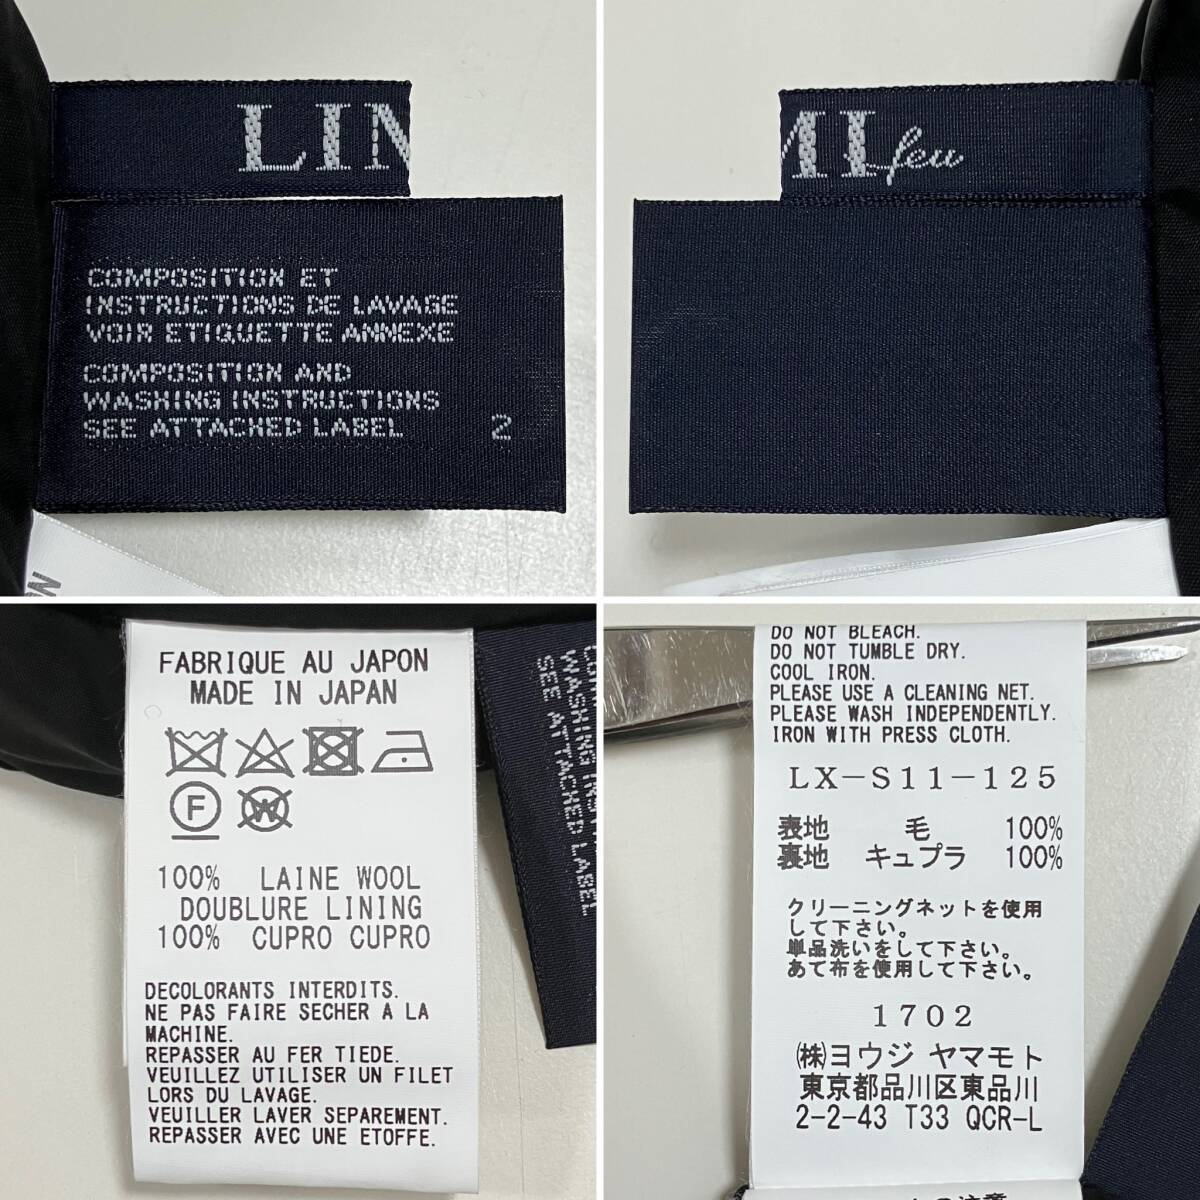 LIM
MI feu
COMPOSITION ET
INSTRUCTIONS DE LAVAGE
VOIR ETIQUETTE ANNEXE
COMPOSITION AND
WASHING INSTRUCTIONS
SEE ATTACHED LABEL 2
FABRIQUE AU JAPON
MADE IN JAPAN
F
W
100% LAINE WOOL
DOUBLURE LINING
100% CUPRO CUPRO
DECOLORANTS INTERDITS.
NE PAS FAIRE SECHER A LA
MACHINE.
REPASSER AU FER TIEDE.
VEUILLEZ UTILISER UN FILET
LORS DU LAVAGE.
VEUILLER LAVER SEPAREMENT.
REPASSER AVEC UNE ETOFFE.
WASHING INST
SEE ATTACHED LABEL
DO NOT BLEACH.
DO NOT TUMBLE DRY.
COOL IRON.
PLEASE USE A CLEANING NET.
PLEASE WASH INDEPENDENTLY.
IRON WITH PRESS CLOTH.
LX-S11-125
表地 毛 100%
裏地 キュプラ 100%
クリーニングネットを使用
して下さい。
単品洗いをして下さい。
あて布を使用して下さい。
1702
㈱ヨウジ ヤマモト
東京都品川区東品川
2-2-43 T33 QCR-L